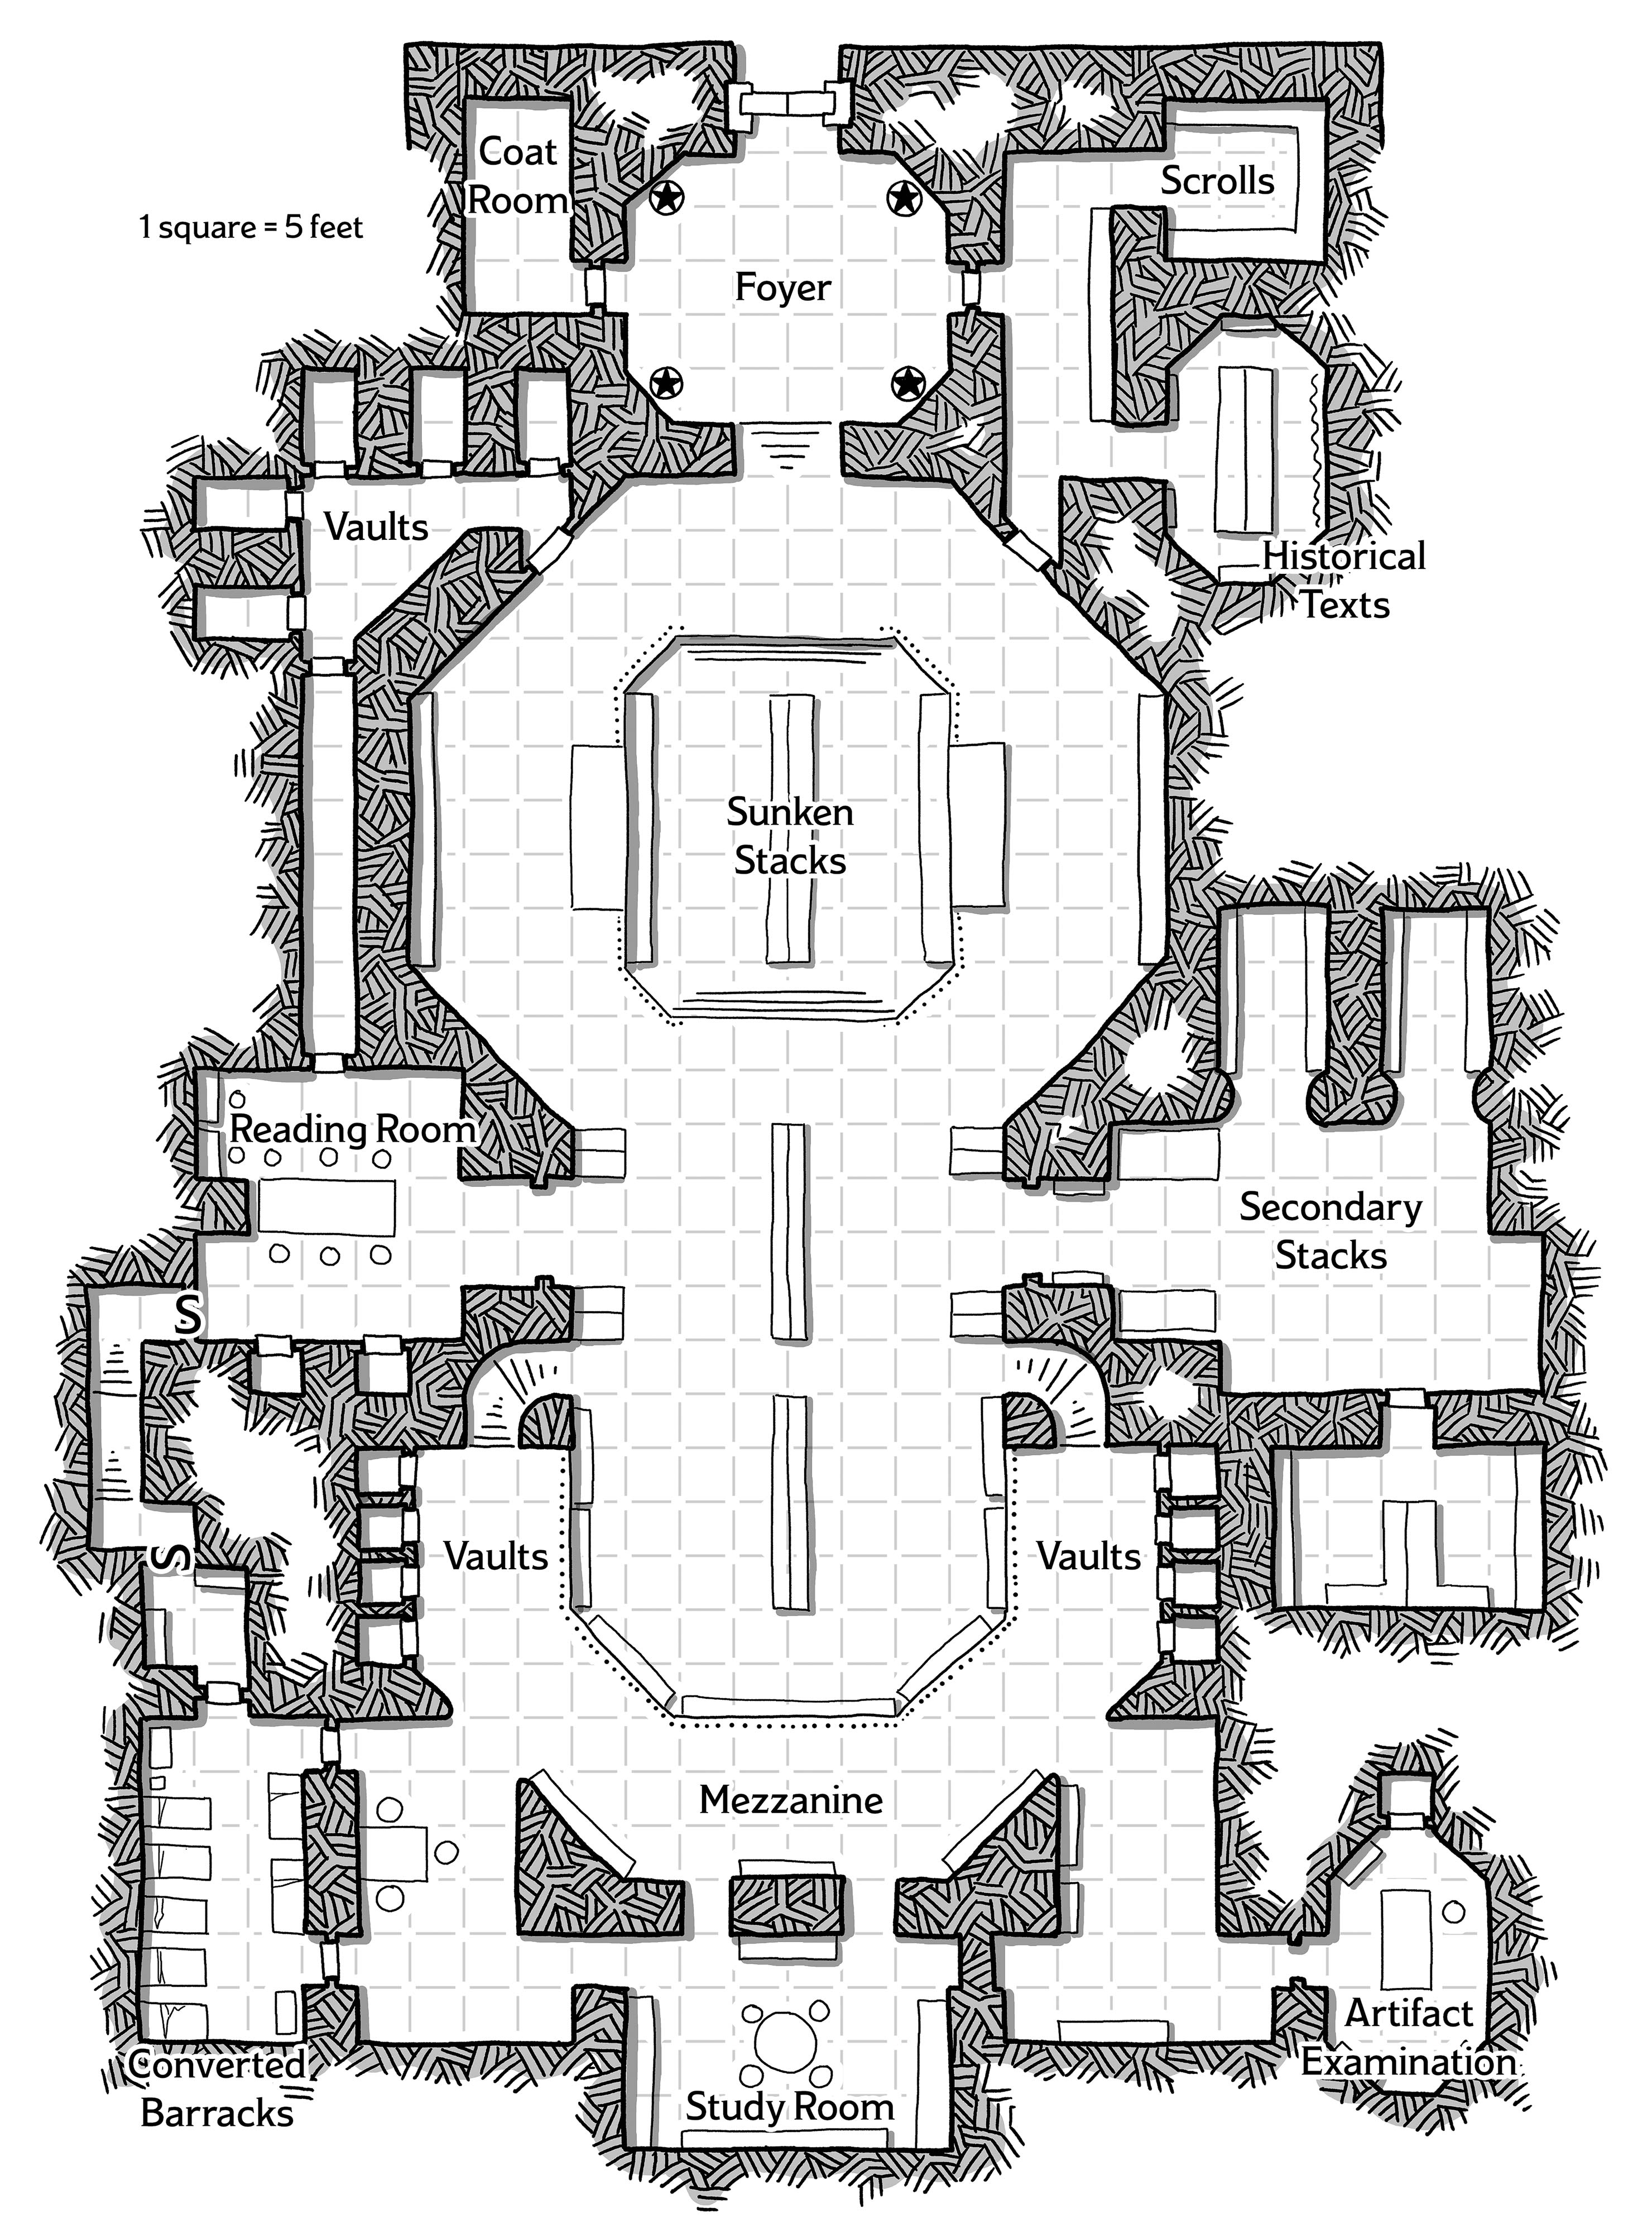 Coat
Room
Scrolls
1 square = 5 feet
Foyer
Vaults
Historical
Texts
Sunken
Stacks
Reading Room
Secondary
Stacks
S
S
Vaults
Vaults
Mezzanine
Artifact
Examination
Converted
Barracks
Study Room